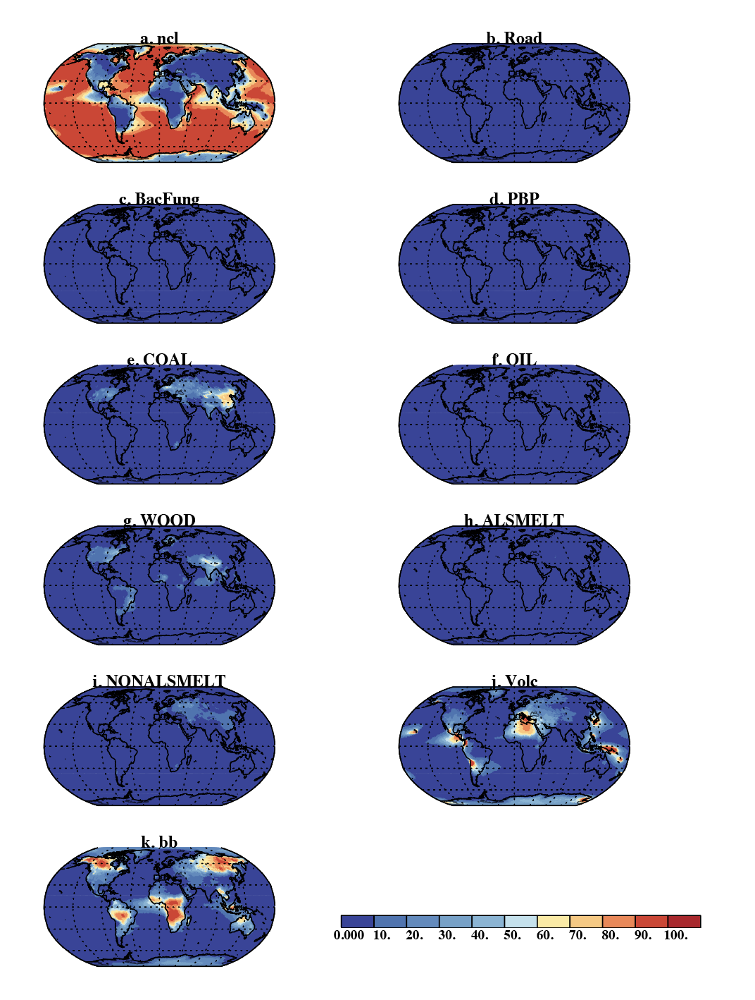 a. ncl
b. Road
c. BacFung
d. PBP
e. COAL
f. OIL
g. WOOD
h. ALSMELT
i. NONALSMELT
j. Volc
k. bb
0.000 10. 20. 30. 40. 50. 60. 70. 80. 90. 100.